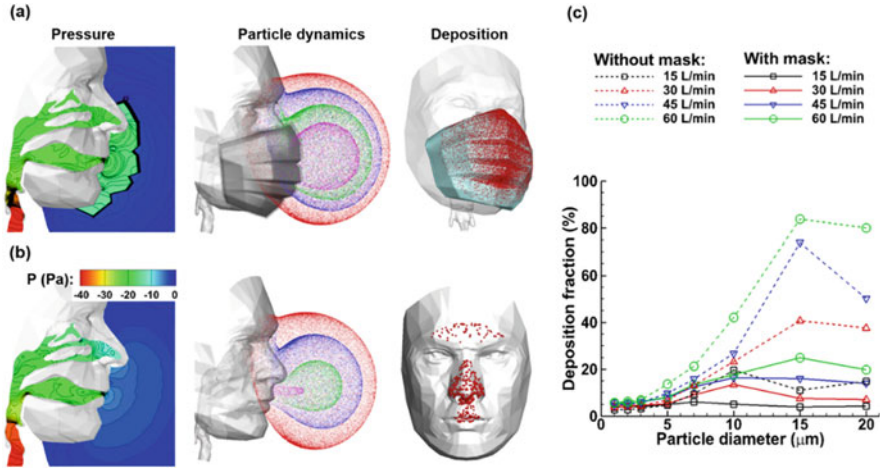 (a)
Pressure
Particle dynamics
Deposition
(b)
P (Pa):
-40 -30 -20 -10 0
(c)
Without mask: With mask:
15 L/min 15 L/min
30 L/min 30 L/min
45 L/min 45 L/min
60 L/min 60 L/min
Deposition fraction (%)
100
80
60
40
20
0
0 5 10 15 20
Particle diameter (μm)